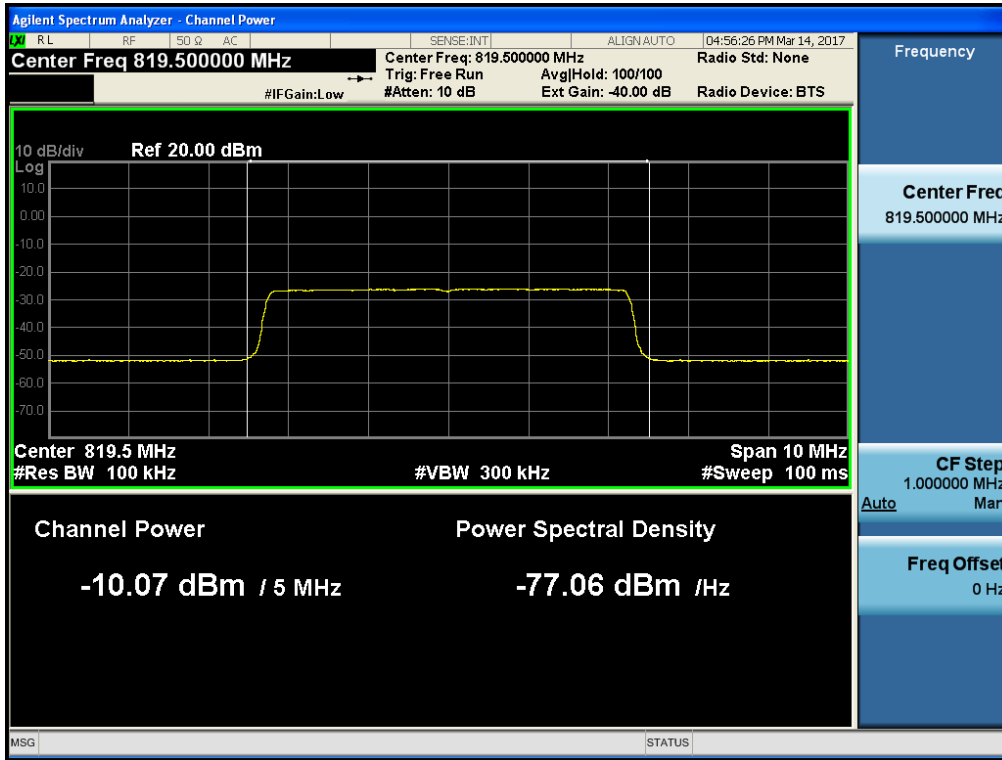 Agilent Spectrum Analyzer - Channel Power
LXI RL RF 50 Ω AC SENSE:INT ALIGN AUTO 04:56:26 PM Mar 14, 2017
Center Freq 819.500000 MHz
Center Freq: 819.500000 MHz Radio Std: None
Trig: Free Run Avg|Hold: 100/100
#IFGain:Low #Atten: 10 dB Ext Gain: -40.00 dB Radio Device: BTS
10 dB/div Ref 20.00 dBm
Log
10.0
0.00
-10.0
-20.0
-30.0
-40.0
-50.0
-60.0
-70.0
Center 819.5 MHz Span 10 MHz
#Res BW 100 kHz #VBW 300 kHz #Sweep 100 ms
Channel Power Power Spectral Density
-10.07 dBm / 5 MHz -77.06 dBm /Hz
Frequency
Center Freq
819.500000 MHz
CF Step
1.000000 MHz
Auto Man
Freq Offset
0 Hz
MSG STATUS